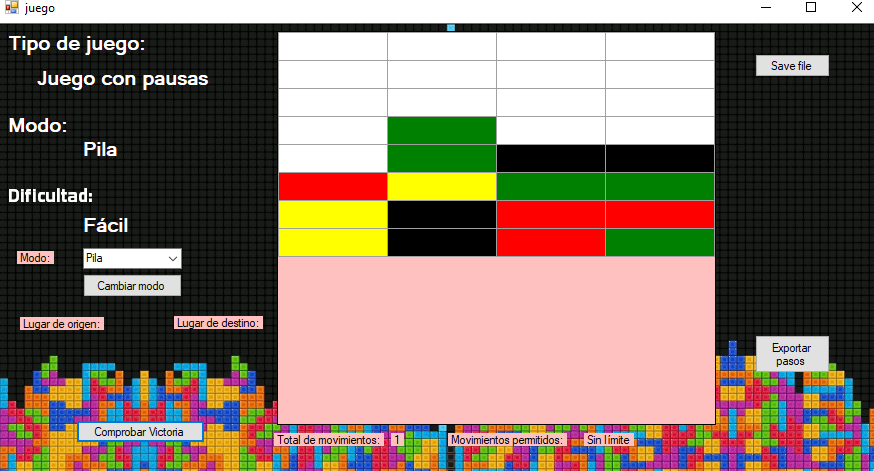 juego
Tipo de juego:
Juego con pausas
Save file
Modo:
Pila
Dificultad:
Fácil
Modo:
Pila
Cambiar modo
Lugar de origen:
Lugar de destino:
Exportar
pasos
Comprobar Victoria
Total de movimientos: 1
Movimientos permitidos: Sin límite